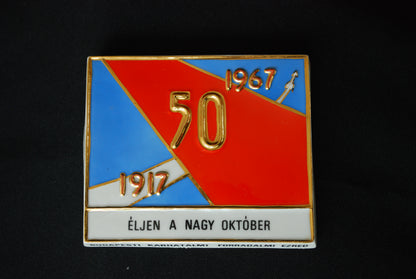 1967
50
1917
ÉLJEN A NAGY OKTÓBER
BUDAPESTI KARHATALMI FORRADALMI EZRED